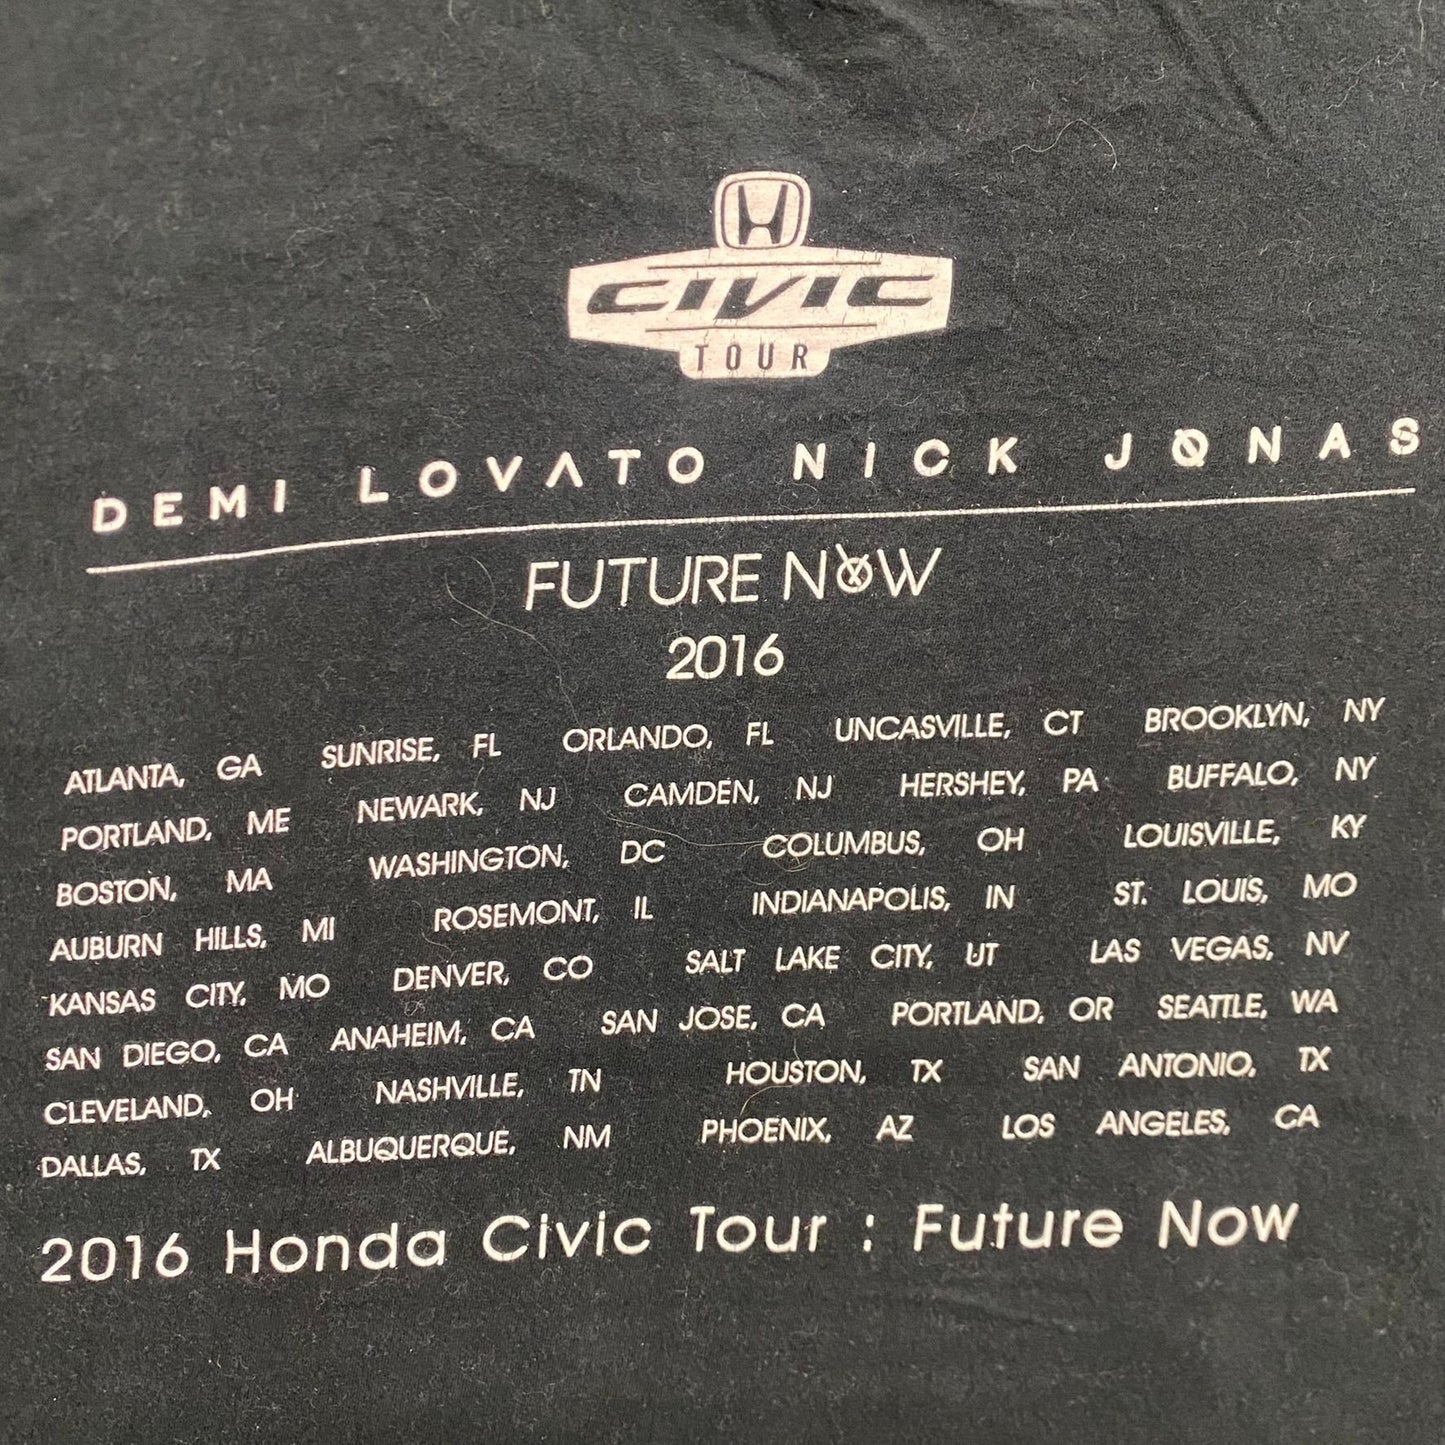 H
CIVIC
TOUR
DEMI LOVATO NICK JONAS
FUTURE NOW
2016
ATLANTA, GA SUNRISE, FL ORLANDO, FL UNCASVILLE, CT BROOKLYN, NY
PORTLAND, ME NEWARK, NJ CAMDEN, NJ HERSHEY, PA BUFFALO, NY
BOSTON, MA WASHINGTON, DC COLUMBUS, OH LOUISVILLE, KY
AUBURN HILLS, MI ROSEMONT, IL INDIANAPOLIS, IN ST. LOUIS, MO
KANSAS CITY, MO DENVER, CO SALT LAKE CITY, UT LAS VEGAS, NV
SAN DIEGO, CA ANAHEIM, CA SAN JOSE, CA PORTLAND, OR SEATTLE, WA
CLEVELAND, OH NASHVILLE, TN HOUSTON, TX SAN ANTONIO, TX
DALLAS, TX ALBUQUERQUE, NM PHOENIX, AZ LOS ANGELES, CA
2016 Honda Civic Tour : Future Now